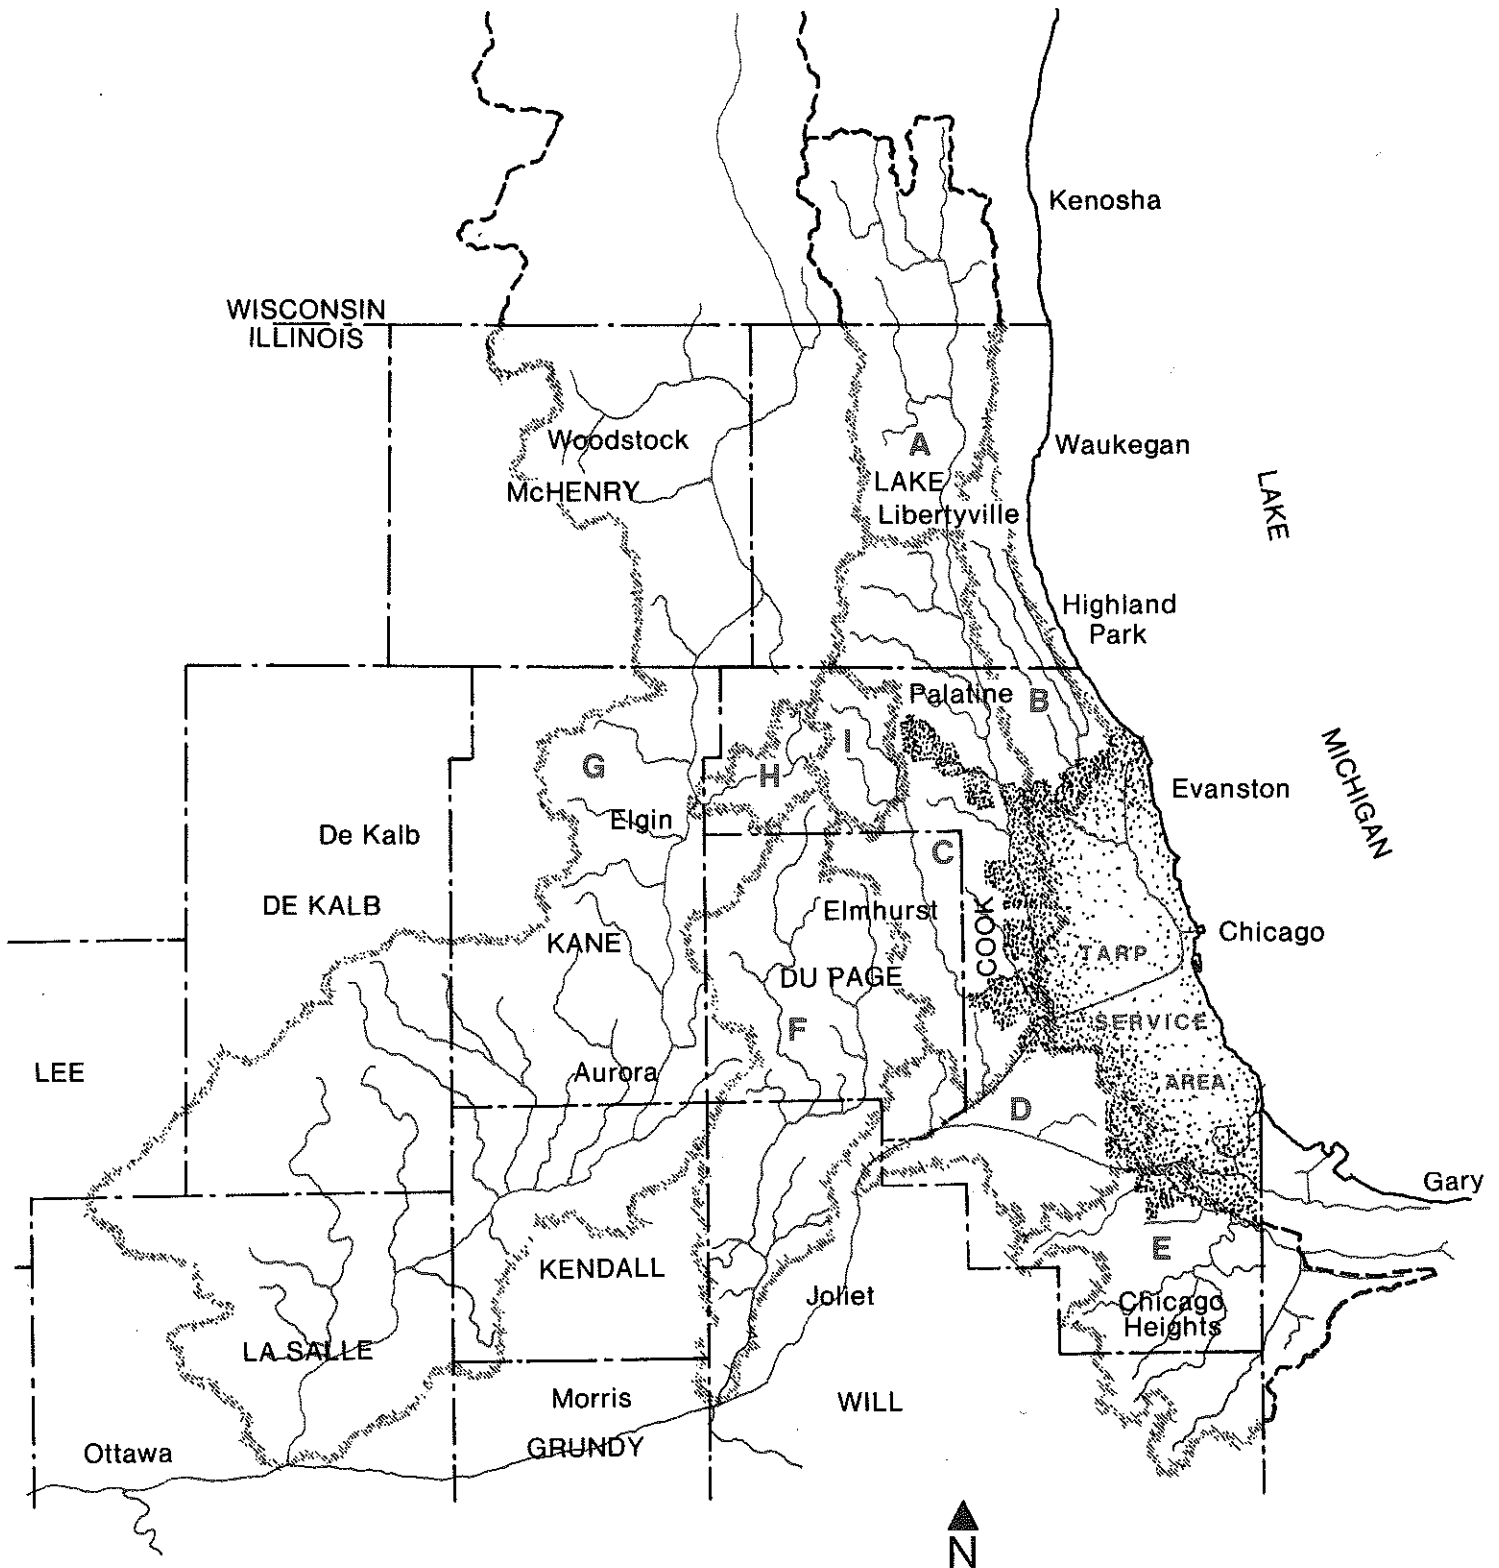 Kenosha
WISCONSIN
ILLINOIS
Woodstock
A
Waukegan
McHENRY
LAKE
LAKE
Libertyville
Highland
Park
Palatine
B
I
MICHIGAN
G
H
Evanston
Elgin
De Kalb
C
DE KALB
Elmhurst
COOK
Chicago
KANE
TARP
DU PAGE
F
SERVICE
LEE
Aurora
AREA
D
Gary
KENDALL
E
Joliet
Chicago
Heights
LA SALLE
Morris
WILL
Ottawa
GRUNDY
N